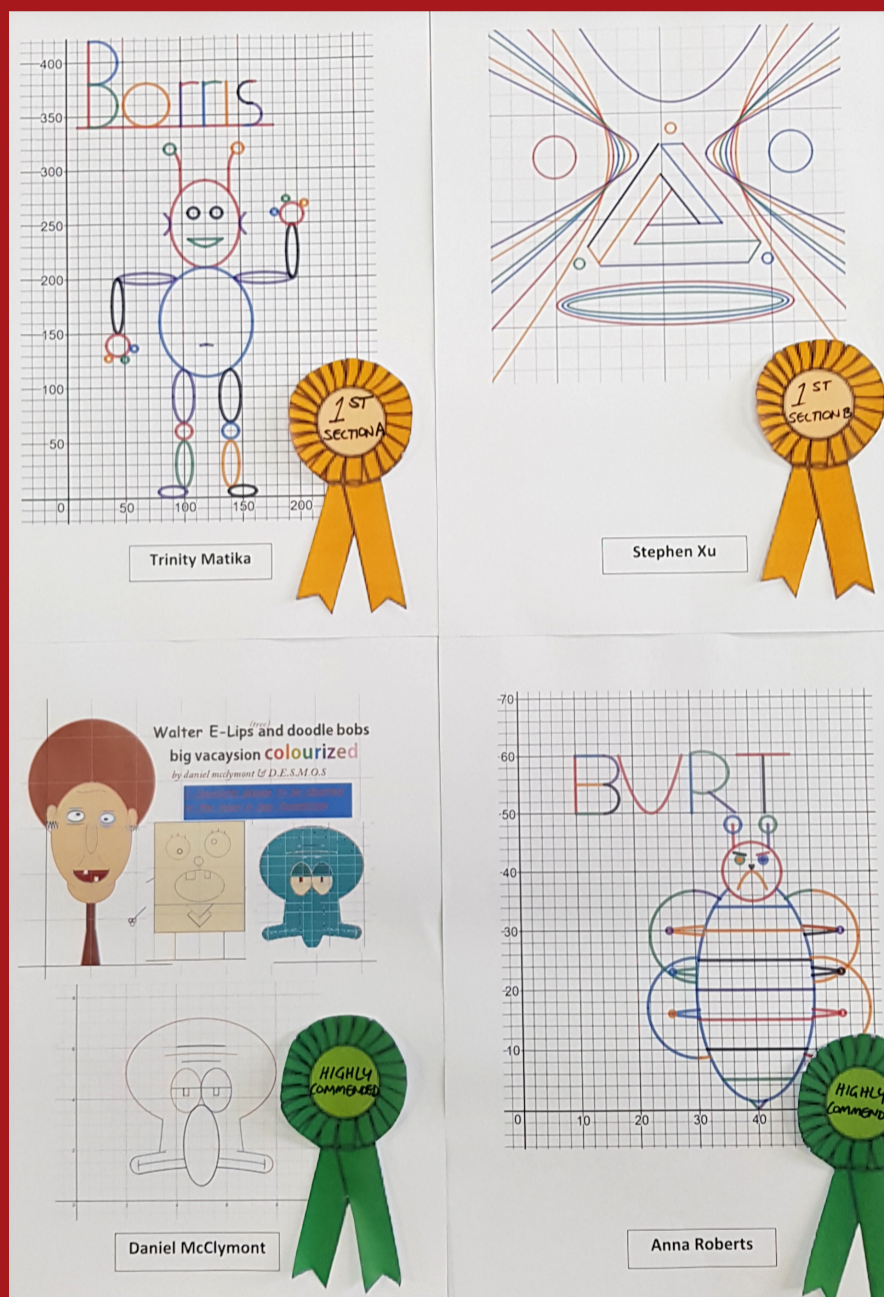 Borris
400
350
300
250
200
150
100
50
0
50
100
150
200
1ST
SECTION A
Trinity Matika
1ST
SECTION B
Stephen Xu
(tree)
Walter E-Lips and doodle bobs
big vacaysion colourized
by daniel mcclymont & D.E.S.M.O.S
HIGHLY
COMMENDED
Daniel McClymont
BURT
70
60
50
40
30
20
10
0
10
20
30
40
HIGHLY
COMMEND
Anna Roberts